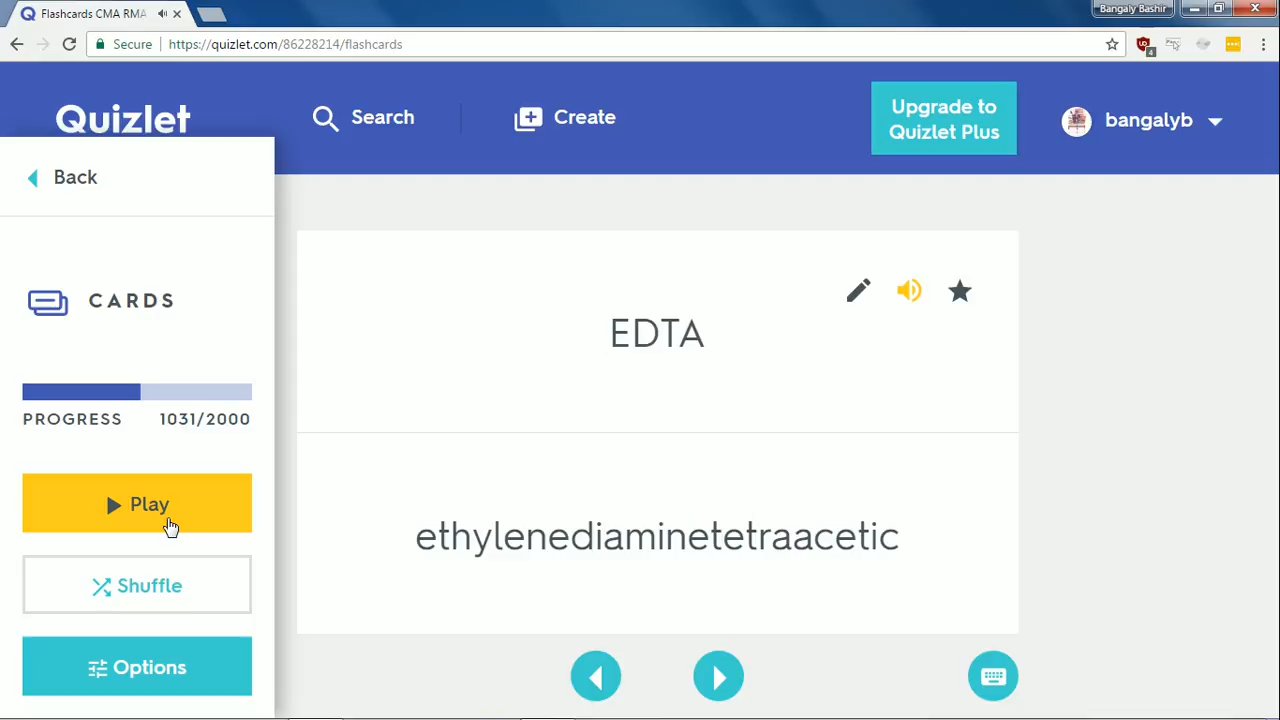 Flashcards CMA RMA
Bangaly Bashir
Secure
https://quizlet.com/86228214/flashcards
4
Quizlet
Search
Create
Upgrade to
Quizlet Plus
bangalyb
Back
CARDS
PROGRESS 1031/2000
Play
Shuffle
Options
EDTA
ethylenediaminetetraacetic